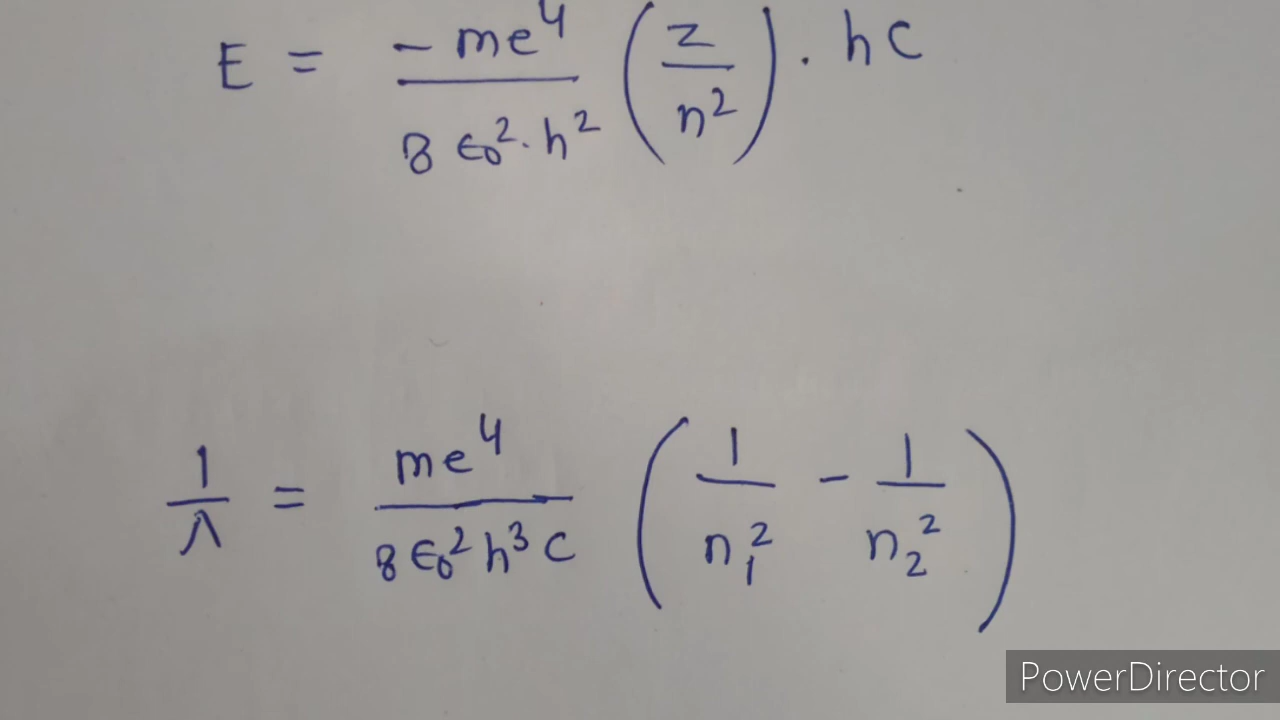 E = -me⁴/8ϵ₀²·h² (z/n²) · hc
1/λ = me⁴/8ϵ₀²h³c (1/n₁² - 1/n₂²)
PowerDirector